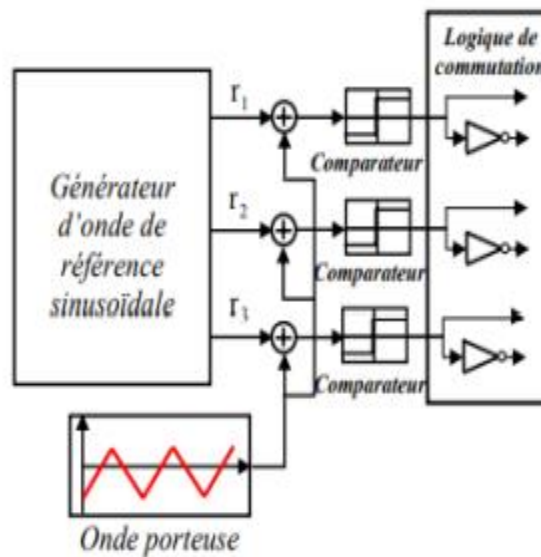 Logique de
commutation
r1
Comparateur
Générateur
d'onde de
référence
sinusoïdale
r2
Comparateur
r3
Comparateur
Onde porteuse